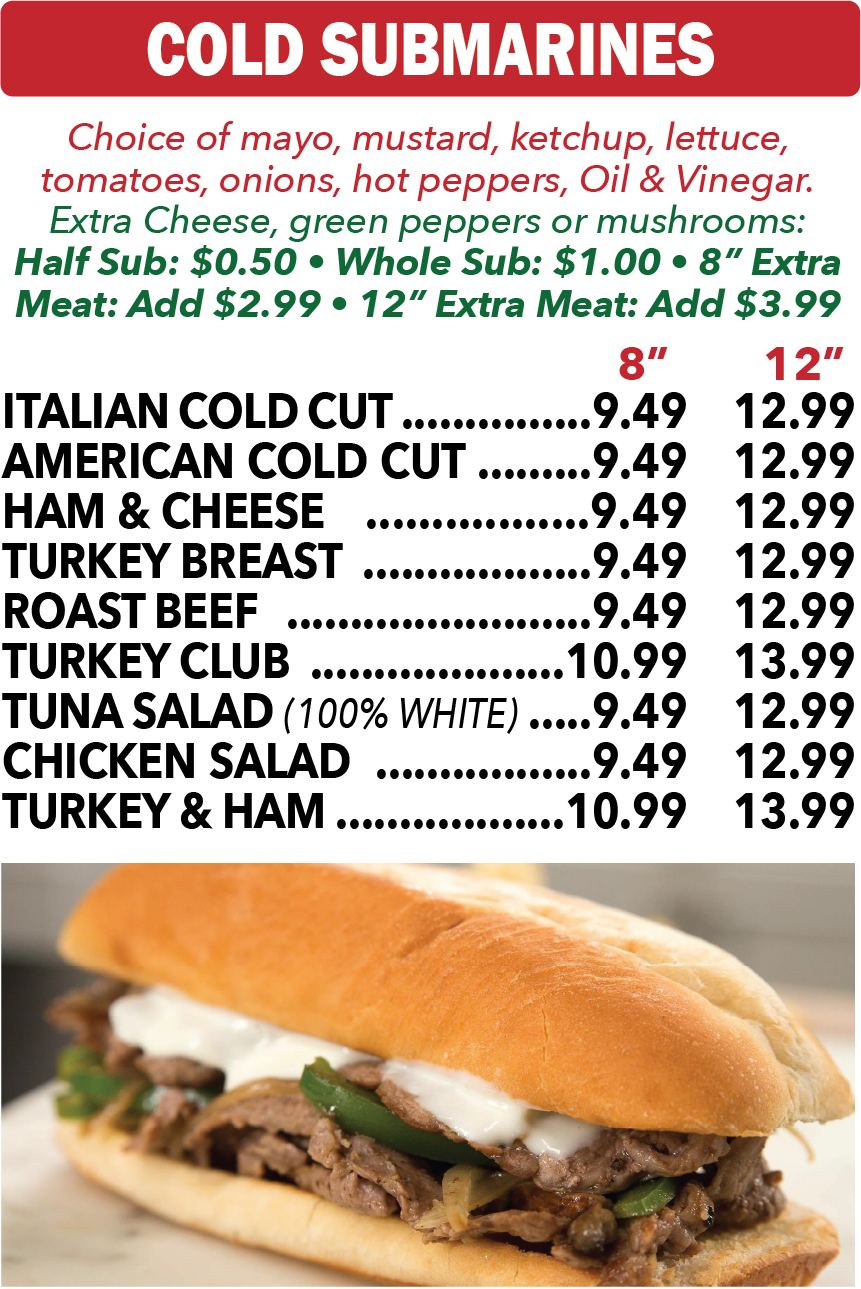 COLD SUBMARINES
Choice of mayo, mustard, ketchup, lettuce,
tomatoes, onions, hot peppers, Oil & Vinegar.
Extra Cheese, green peppers or mushrooms:
Half Sub: $0.50 • Whole Sub: $1.00 • 8” Extra
Meat: Add $2.99 • 12” Extra Meat: Add $3.99
8” 12”
ITALIAN COLD CUT ...............9.49 12.99
AMERICAN COLD CUT .........9.49 12.99
HAM & CHEESE .................9.49 12.99
TURKEY BREAST ..................9.49 12.99
ROAST BEEF ........................9.49 12.99
TURKEY CLUB ....................10.99 13.99
TUNA SALAD (100% WHITE) .....9.49 12.99
CHICKEN SALAD .................9.49 12.99
TURKEY & HAM ..................10.99 13.99